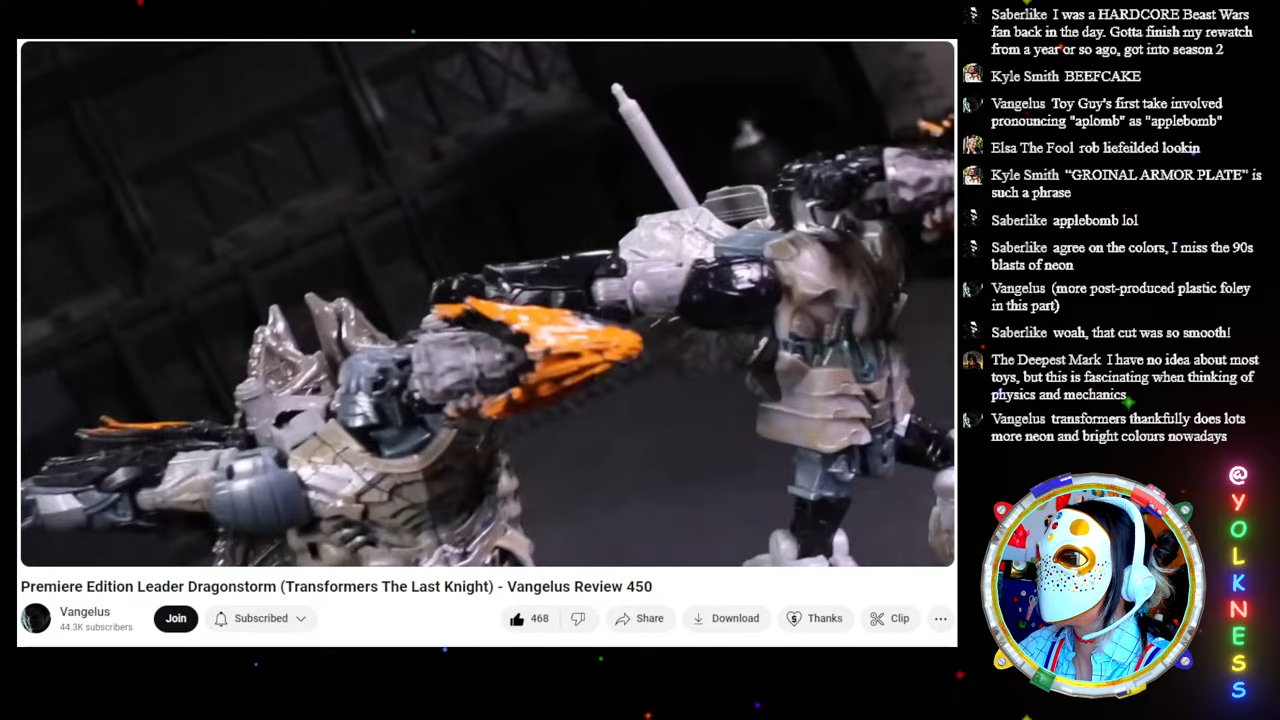 Saberlike I was a HARDCORE Beast Wars
fan back in the day. Gotta finish my rewatch
from a year or so ago, got into season 2
Kyle Smith BEEFCAKE
Vangelus Toy Guy's first take involved
pronouncing "aplomb" as "applebomb"
Elsa The Fool rob liefeilded lookin
Kyle Smith “GROINAL ARMOR PLATE” is
such a phrase
Saberlike applebomb lol
Saberlike agree on the colors, I miss the 90s
blasts of neon
Vangelus (more post-produced plastic foley
in this part)
Saberlike woah, that cut was so smooth!
The Deepest Mark I have no idea about most
toys, but this is fascinating when thinking of
physics and mechanics
Vangelus transformers thankfully does lots
more neon and bright colours nowadays
Premiere Edition Leader Dragonstorm (Transformers The Last Knight) - Vangelus Review 450
Vangelus
44.3K subscribers
Join
Subscribed
468
Share
Download
Thanks
Clip
@YOLKNESS